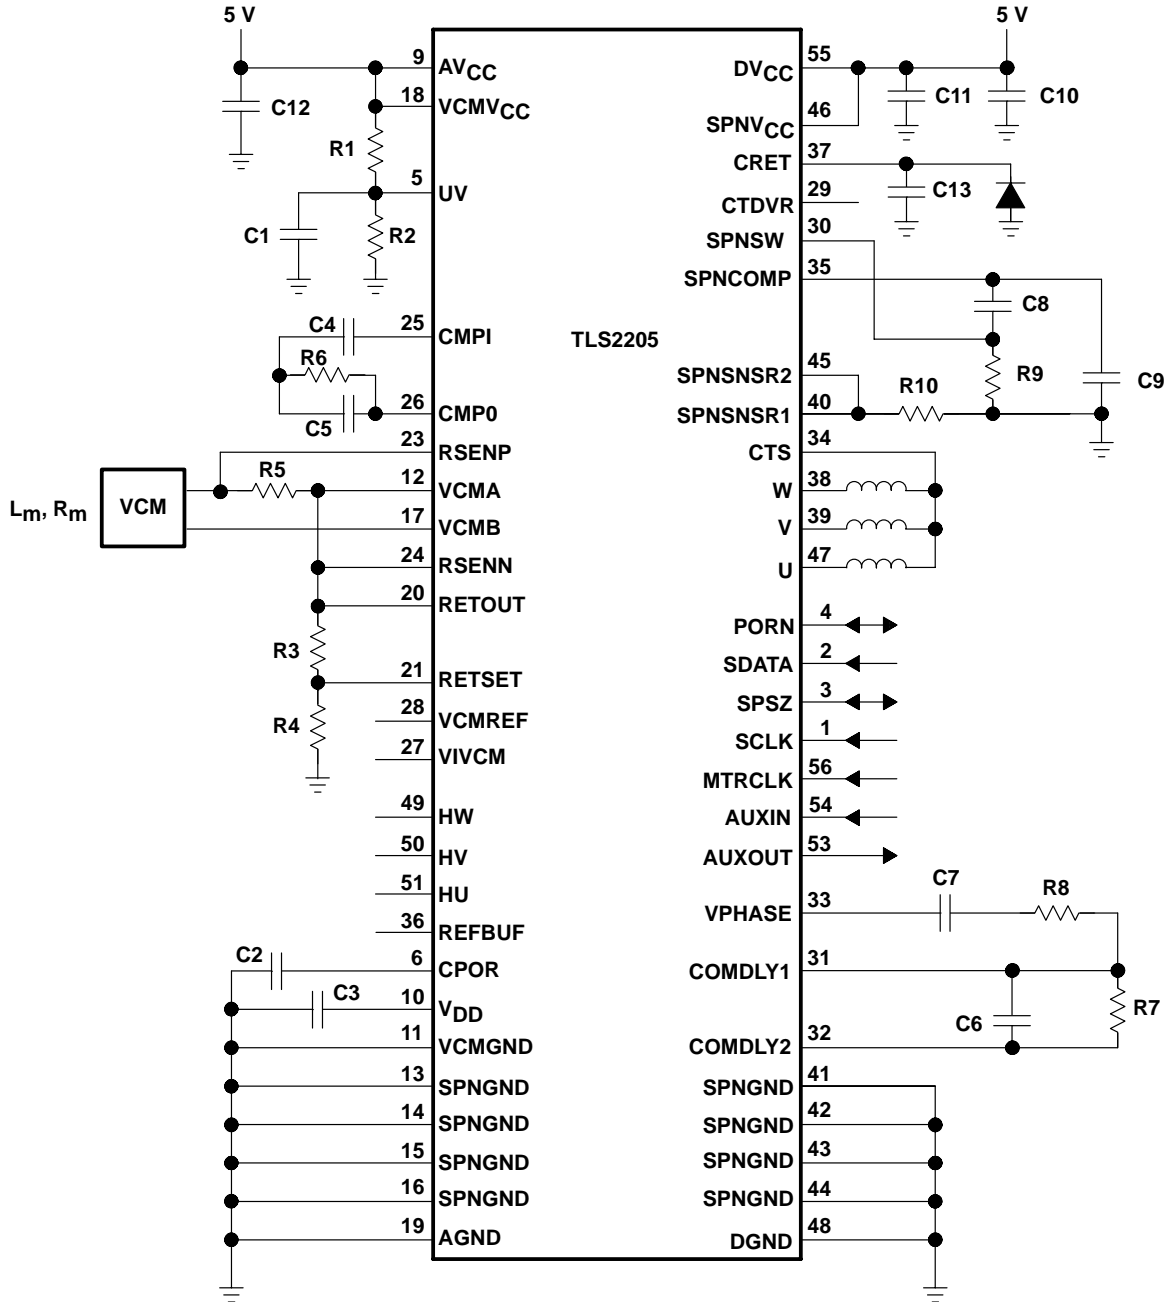 5 V
5 V
9 AVCC
55 DVCC
C12
C11
C10
18 VCMVCC
46 SPNVCC
R1
37 CRET
5 UV
C13
29 CTDVR
C1
R2
30 SPNSW
35 SPNCOMP
C8
C4
25 CMPI
TLS2205
R6
45 SPNSNSR2
R10
R9
C9
C5
26 CMP0
40 SPNSNSR1
23 RSENP
34 CTS
R5
12 VCMA
38 W
Lm, Rm
VCM
17 VCMB
39 V
24 RSENN
47 U
20 RETOUT
4 PORN
R3
2 SDATA
21 RETSET
3 SPSZ
R4
28 VCMREF
1 SCLK
27 VIVCM
56 MTRCLK
49 HW
54 AUXIN
50 HV
53 AUXOUT
51 HU
C7
R8
33 VPHASE
36 REFBUF
C2
6 CPOR
31 COMDLY1
C3
10 VDD
C6
R7
11 VCMGND
32 COMDLY2
13 SPNGND
41 SPNGND
14 SPNGND
42 SPNGND
15 SPNGND
43 SPNGND
16 SPNGND
44 SPNGND
19 AGND
48 DGND